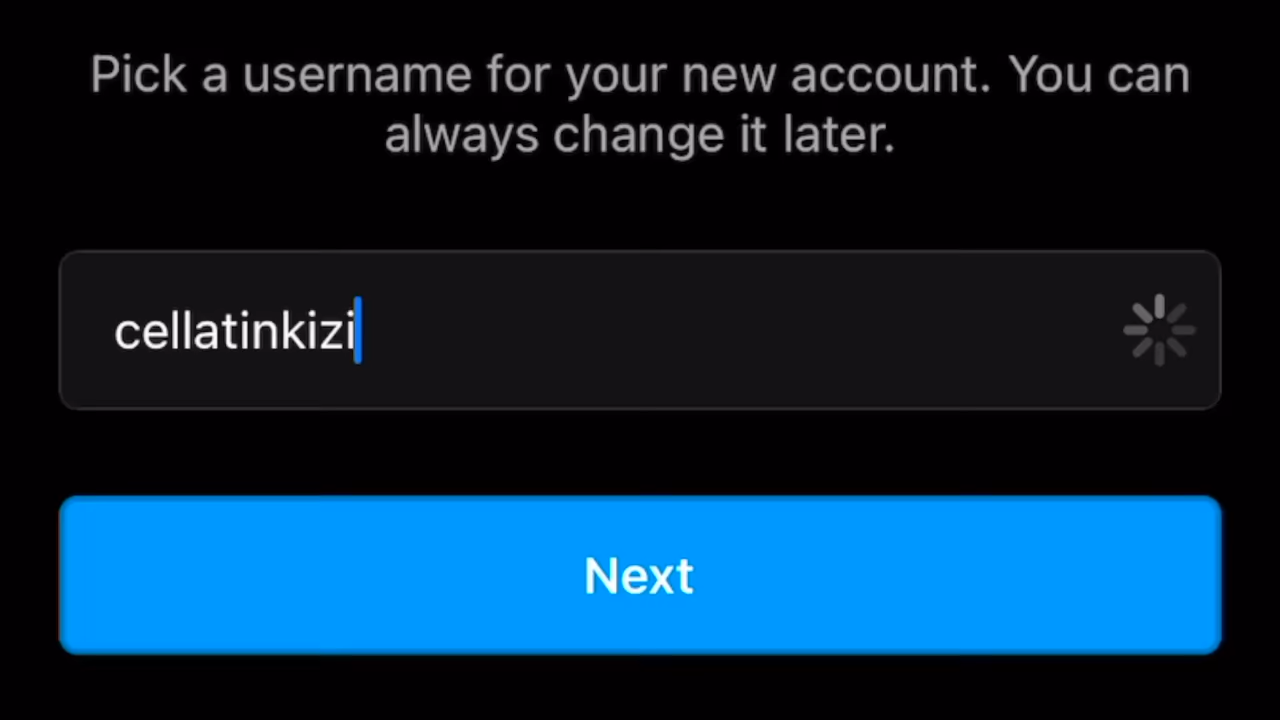 Pick a username for your new account. You can
always change it later.
cellatinkizi
Next